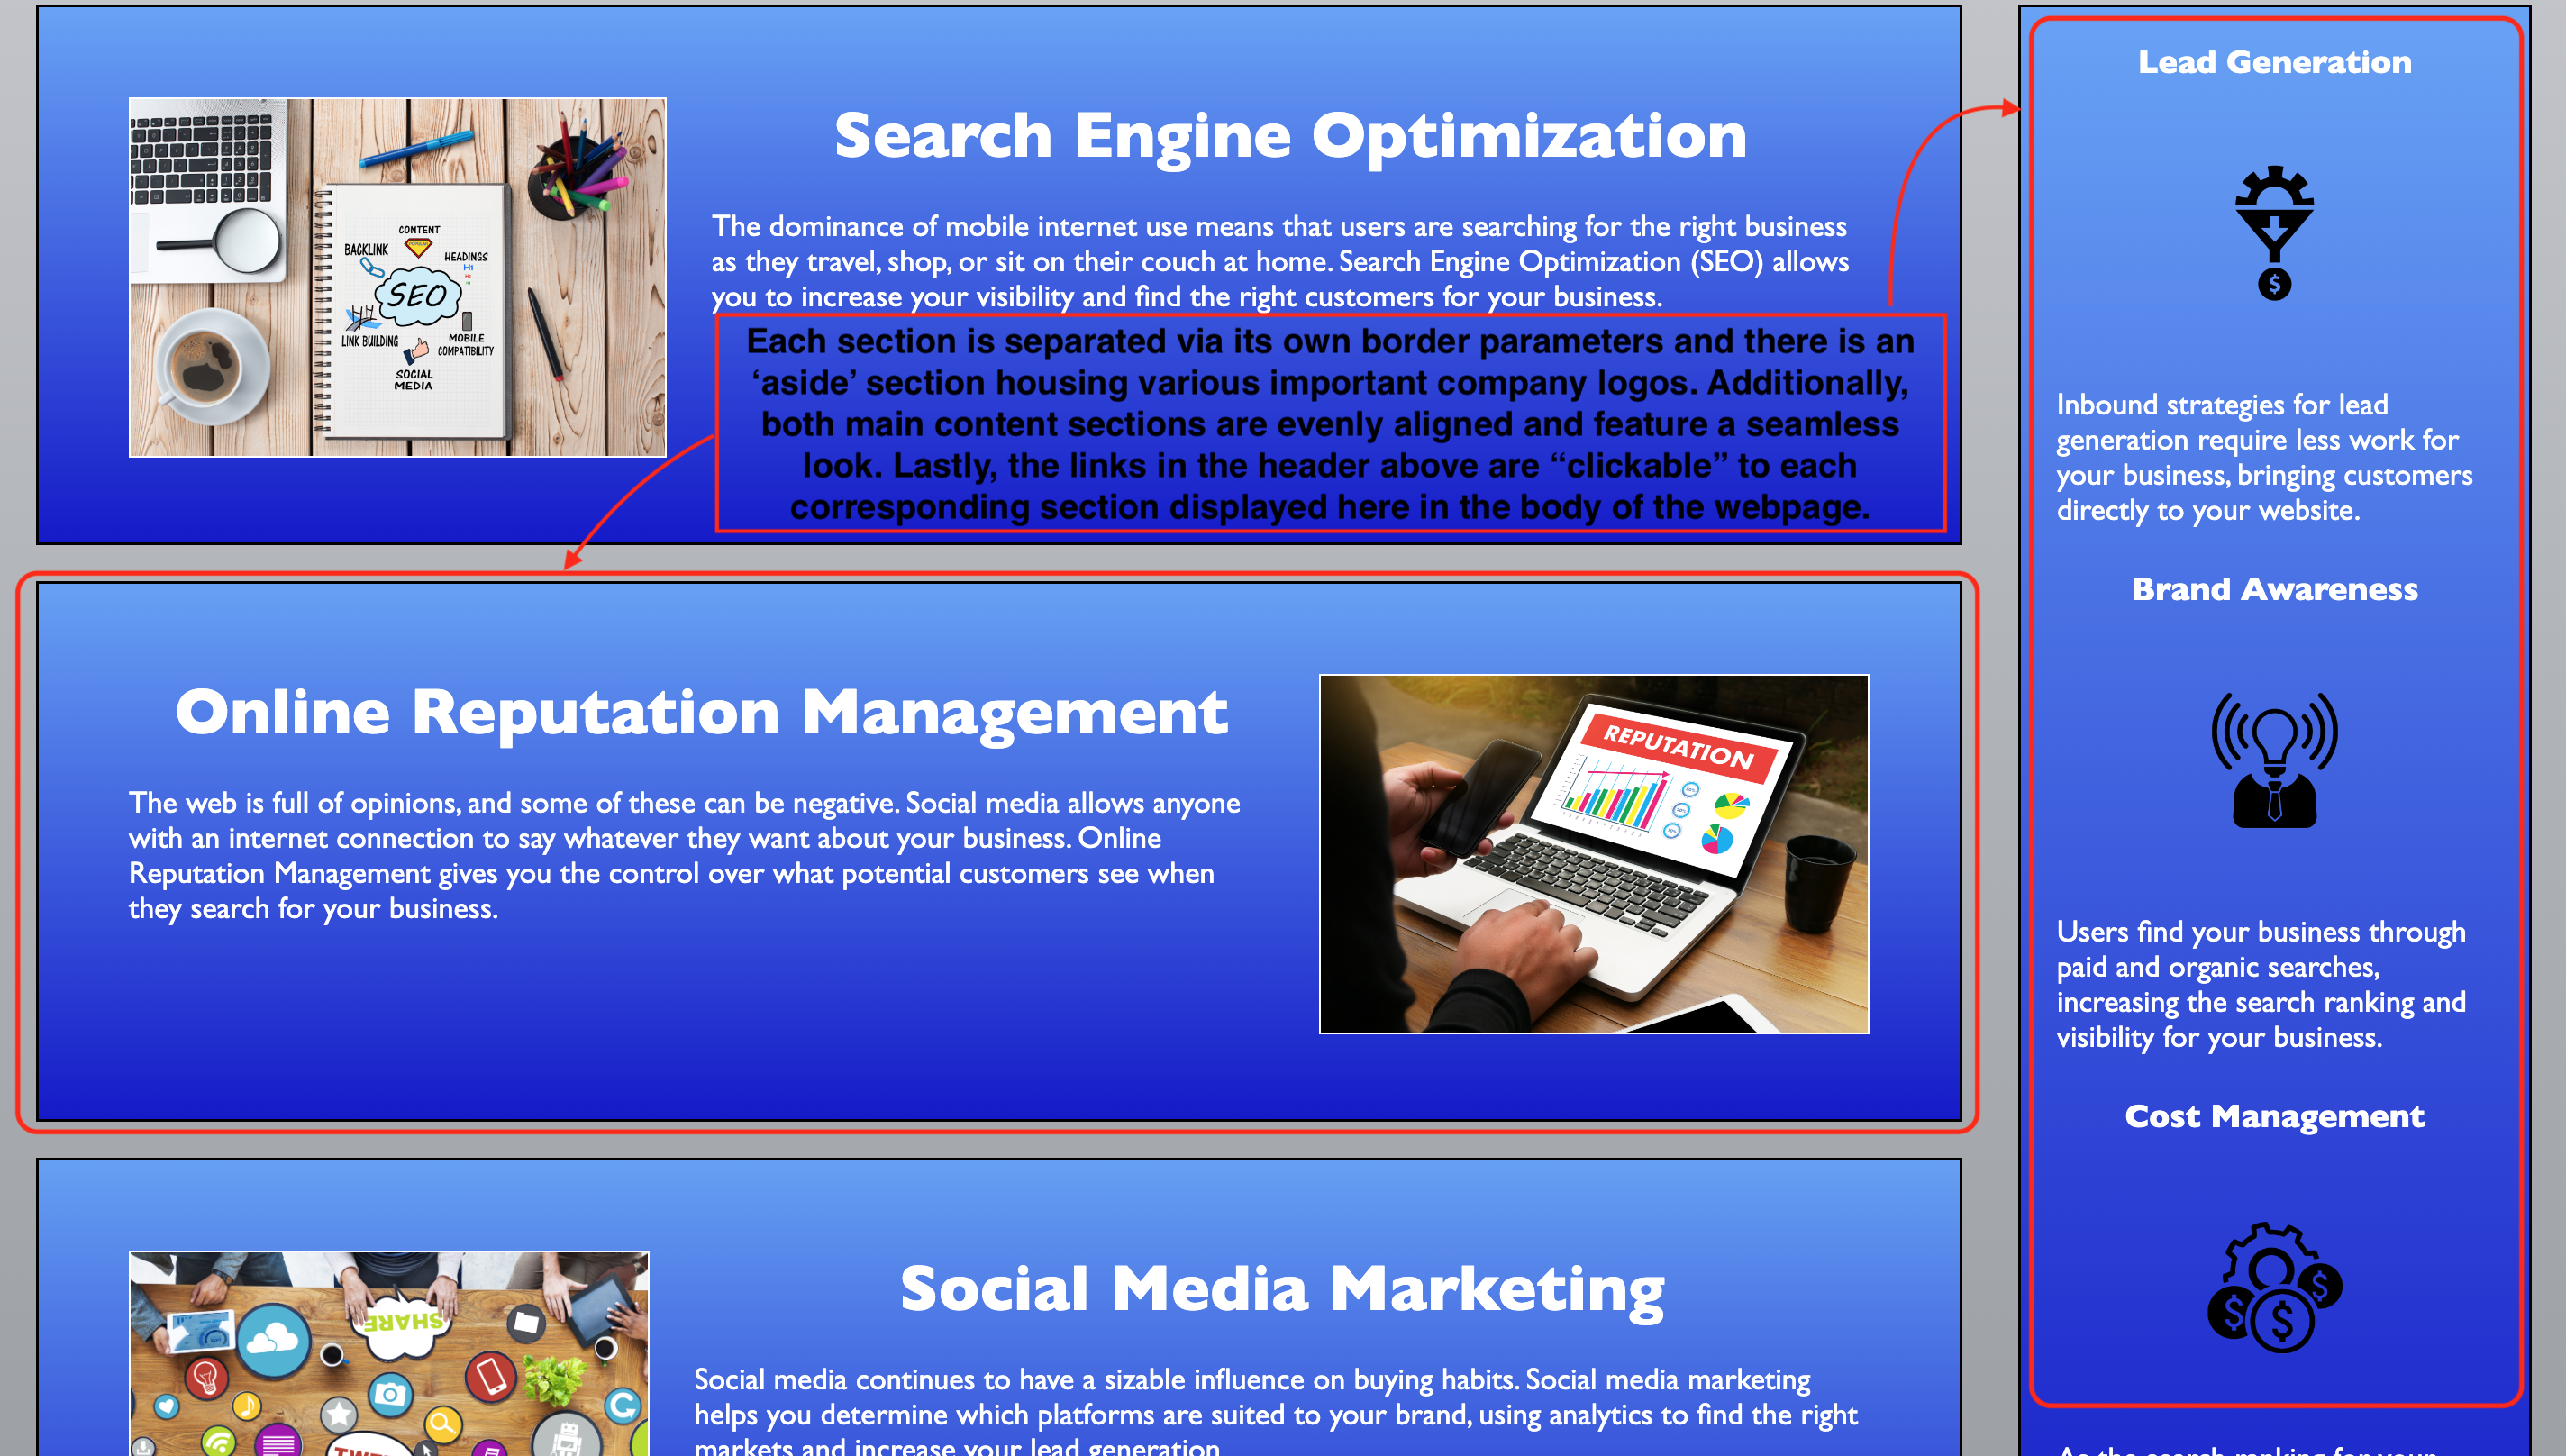 Search Engine Optimization
CONTENT
BACKLINK
HEADINGS
H1
SEO
LINK BUILDING
MOBILE
COMPATIBILITY
SOCIAL
MEDIA
The dominance of mobile internet use means that users are searching for the right business
as they travel, shop, or sit on their couch at home. Search Engine Optimization (SEO) allows
you to increase your visibility and find the right customers for your business.
Each section is separated via its own border parameters and there is an
‘aside’ section housing various important company logos. Additionally,
both main content sections are evenly aligned and feature a seamless
look. Lastly, the links in the header above are “clickable” to each
corresponding section displayed here in the body of the webpage.
Online Reputation Management
The web is full of opinions, and some of these can be negative. Social media allows anyone
with an internet connection to say whatever they want about your business. Online
Reputation Management gives you the control over what potential customers see when
they search for your business.
REPUTATION
Social Media Marketing
SHARE
Social media continues to have a sizable influence on buying habits. Social media marketing
helps you determine which platforms are suited to your brand, using analytics to find the right
markets and increase your lead generation
Lead Generation
$
Inbound strategies for lead
generation require less work for
your business, bringing customers
directly to your website.
Brand Awareness
Users find your business through
paid and organic searches,
increasing the search ranking and
visibility for your business.
Cost Management
$ $ $
As the search ranking for your